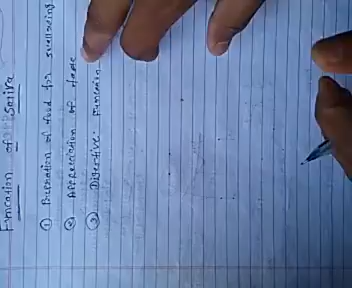 Function of Saliva
① Preparation of food for swallowing
② Appreciation of taste
③ Digestive Function